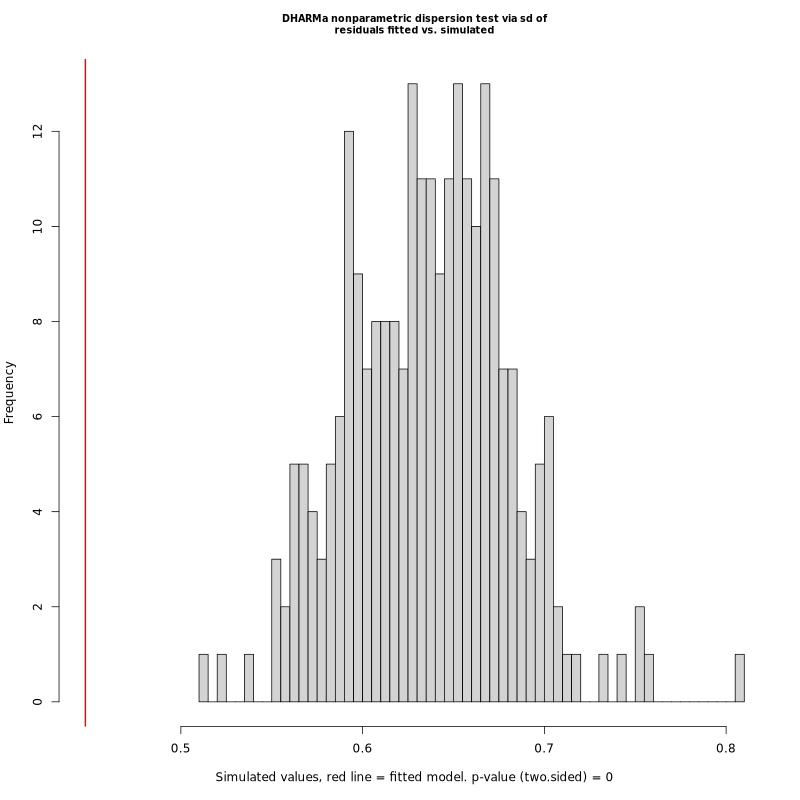 DHARMa nonparametric dispersion test via sd of
residuals fitted vs. simulated
Frequency
12
10
8
6
4
2
0
0.5 0.6 0.7 0.8
Simulated values, red line = fitted model. p-value (two.sided) = 0